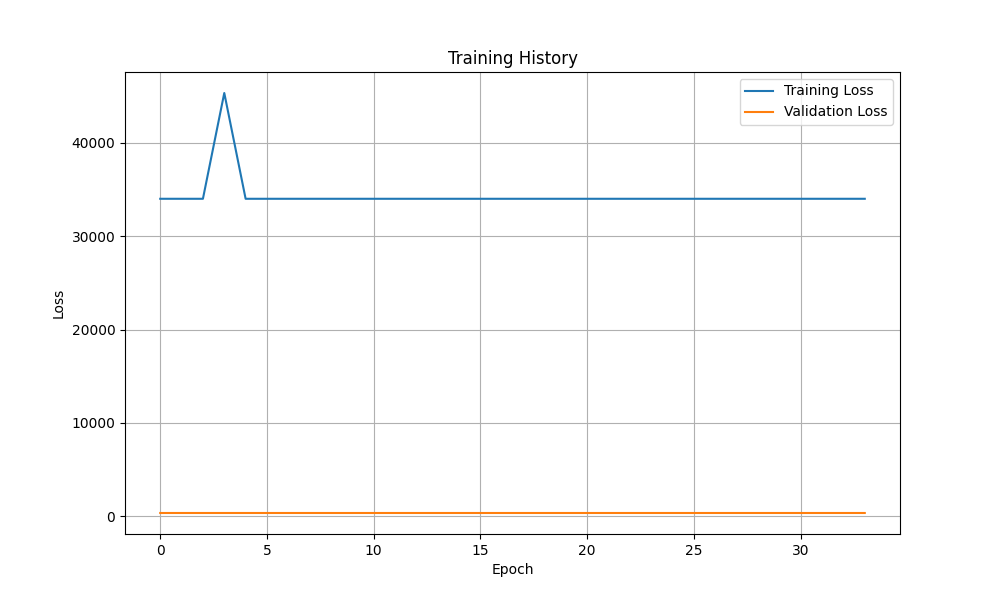 Training History
Training Loss
Validation Loss
40000
30000
20000
10000
0
Loss
0 5 10 15 20 25 30
Epoch